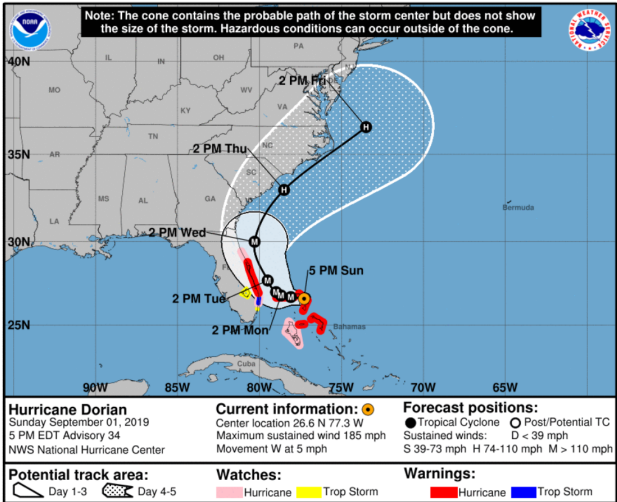 Note: The cone contains the probable path of the storm center but does not show
the size of the storm. Hazardous conditions can occur outside of the cone.
NOAA
NATIONAL WEATHER SERVICE
40N
35N
30N
25N
MO
IL
IN
OH
PA
WV
VA
KY
TN
NC
AR
SC
MS
AL
GA
LA
2 PM Fri
H
2 PM Thu
H
Bermuda
2 PM Wed
M
5 PM Sun
2 PM Tue
M
M
M
M
2 PM Mon
Bahamas
Cuba
90W
85W
80W
75W
70W
65W
Hurricane Dorian
Sunday September 01, 2019
5 PM EDT Advisory 34
NWS National Hurricane Center
Current information:
Center location 26.6 N 77.3 W
Maximum sustained wind 185 mph
Movement W at 5 mph
Forecast positions:
Tropical Cyclone Post/Potential TC
Sustained winds: D < 39 mph
S 39-73 mph H 74-110 mph M > 110 mph
Potential track area:
Day 1-3 Day 4-5
Watches:
Hurricane Trop Storm
Warnings:
Hurricane Trop Storm